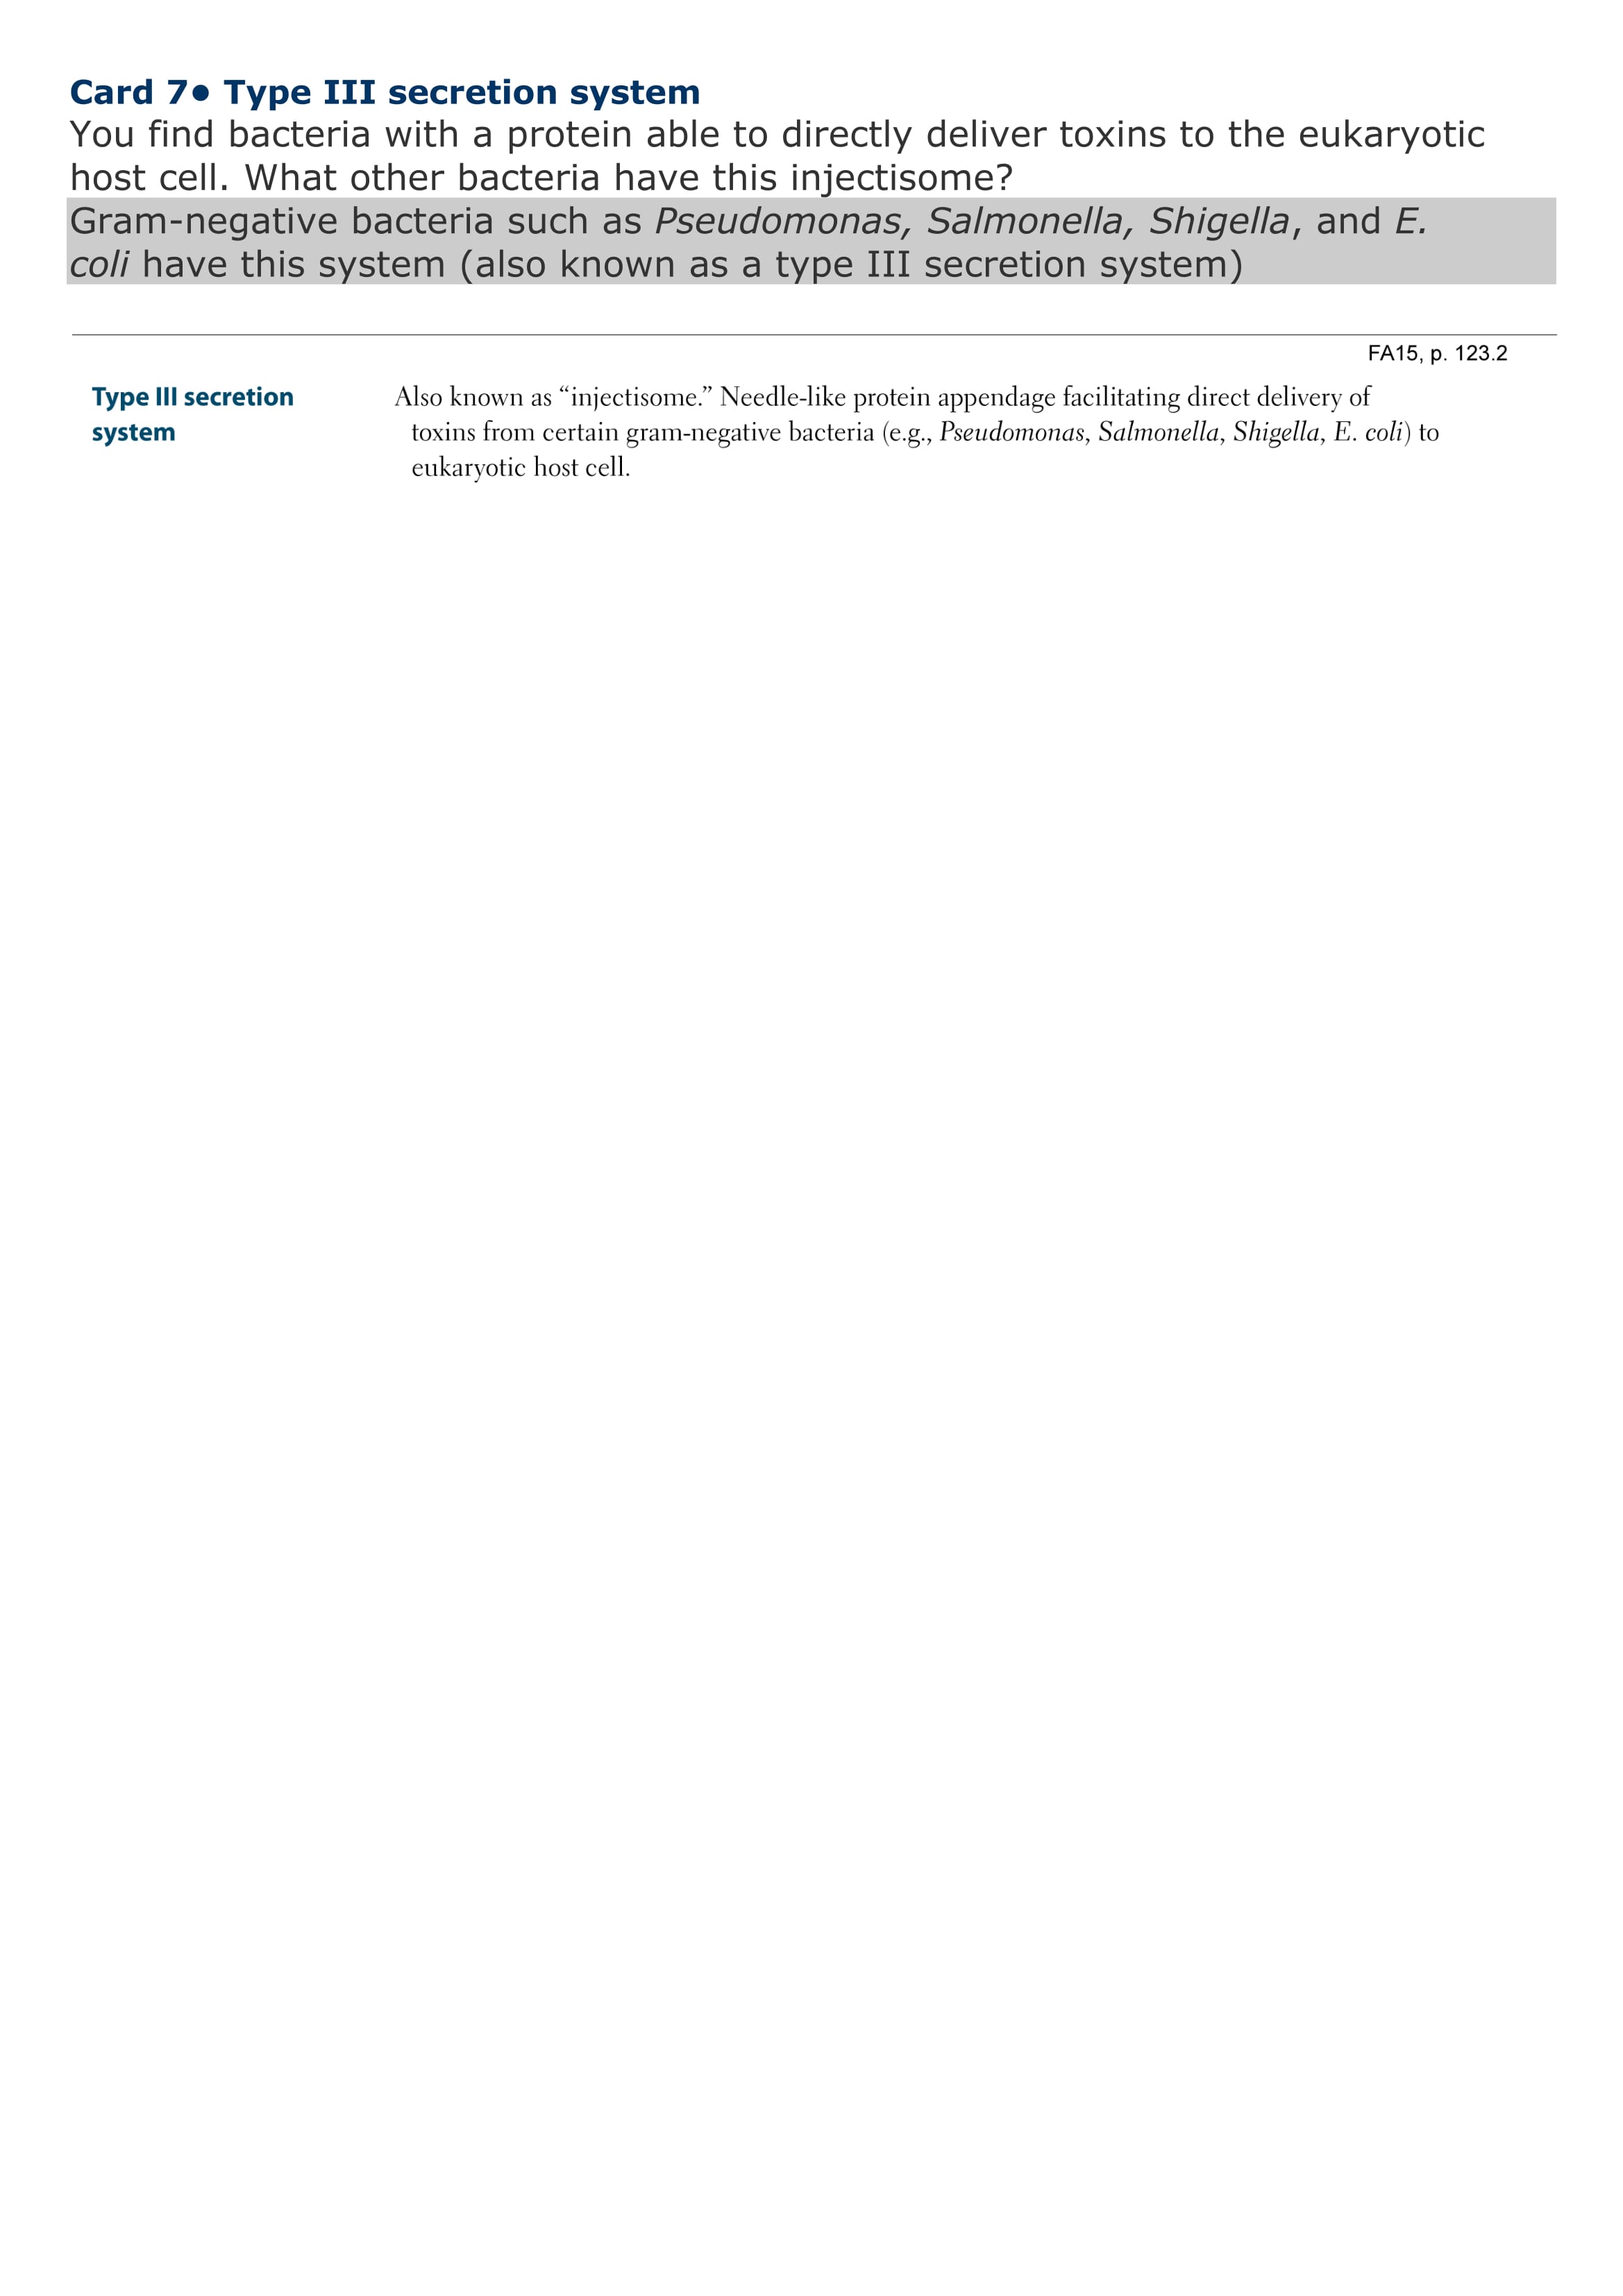 Card 7• Type III secretion system
You find bacteria with a protein able to directly deliver toxins to the eukaryotic
host cell. What other bacteria have this injectisome?
Gram-negative bacteria such as Pseudomonas, Salmonella, Shigella, and E.
coli have this system (also known as a type III secretion system)
FA15, p. 123.2
Type III secretion
system
Also known as “injectisome.” Needle-like protein appendage facilitating direct delivery of
toxins from certain gram-negative bacteria (e.g., Pseudomonas, Salmonella, Shigella, E. coli) to
eukaryotic host cell.